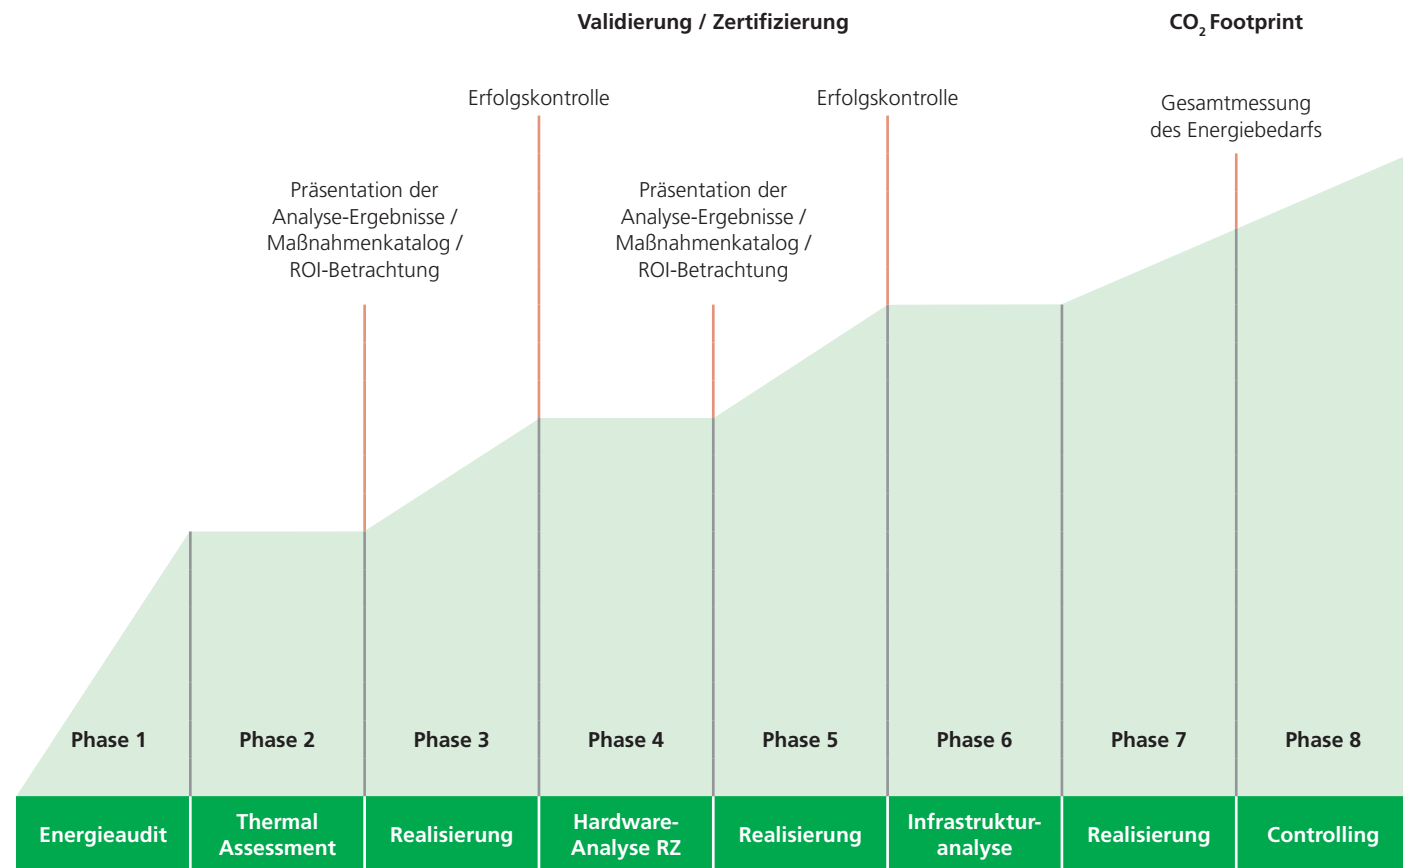 Validierung / Zertifizierung
CO₂ Footprint
Erfolgskontrolle
Erfolgskontrolle
Gesamtmessung
des Energiebedarfs
Präsentation der
Analyse-Ergebnisse /
Maßnahmenkatalog /
ROI-Betrachtung
Präsentation der
Analyse-Ergebnisse /
Maßnahmenkatalog /
ROI-Betrachtung
Phase 1
Phase 2
Phase 3
Phase 4
Phase 5
Phase 6
Phase 7
Phase 8
Energieaudit
Thermal
Assessment
Realisierung
Hardware-
Analyse RZ
Realisierung
Infrastruktur-
analyse
Realisierung
Controlling